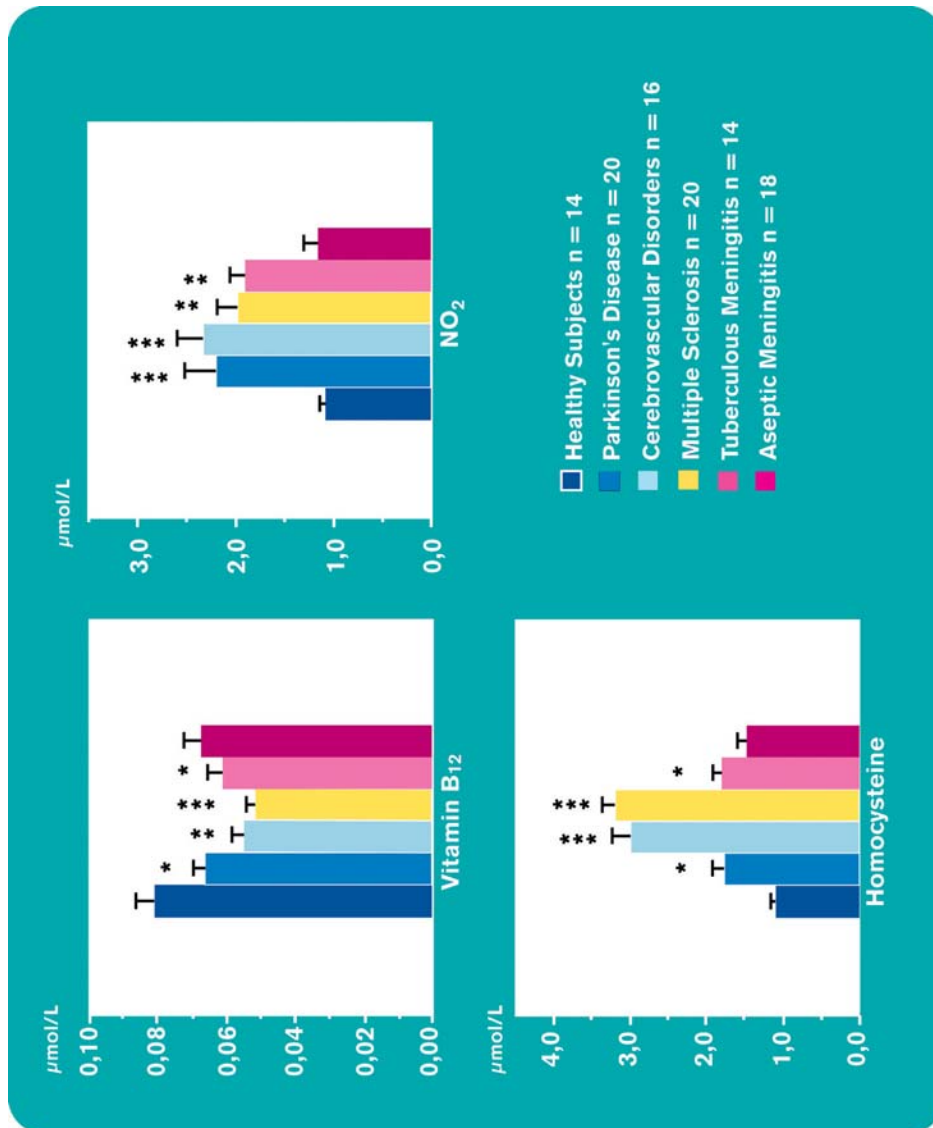 μmol/L
0,10
0,08
0,06
0,04
0,02
0,00
*
**
***
*
Vitamin B12
μmol/L
3,0
2,0
1,0
0,0
***
***
**
**
NO2
μmol/L
4,0
3,0
2,0
1,0
0,0
*
***
***
*
Homocysteine
Healthy Subjects n = 14
Parkinson's Disease n = 20
Cerebrovascular Disorders n = 16
Multiple Sclerosis n = 20
Tuberculous Meningitis n = 14
Aseptic Meningitis n = 18